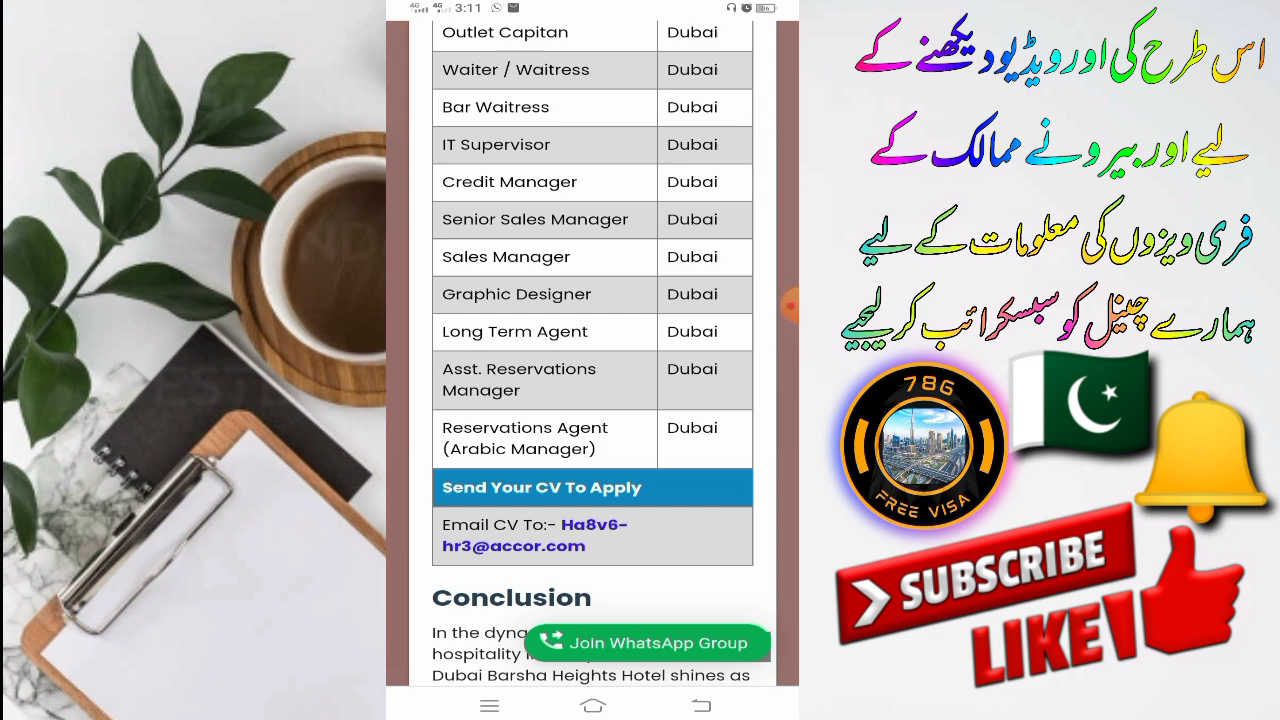 4G 4G 3:11
Outlet Capitan Dubai
Waiter / Waitress Dubai
Bar Waitress Dubai
IT Supervisor Dubai
Credit Manager Dubai
Senior Sales Manager Dubai
Sales Manager Dubai
Graphic Designer Dubai
Long Term Agent Dubai
Asst. Reservations Dubai
Manager
Reservations Agent Dubai
(Arabic Manager)
Send Your CV To Apply
Email CV To:- Ha8v6-
hr3@accor.com
Conclusion
In the dyna
hospitality
Dubai Barsha Heights Hotel shines as
Join WhatsApp Group
اس طرح کی اور ویڈیو دیکھنے کے
لیے اور بیرونے ممالک کے
فری ویزوں کی معلومات کے لیے
ہمارے چینل کو سبسکرائب کر لیجیے
786
FREE VISA
SUBSCRIBE
LIKE